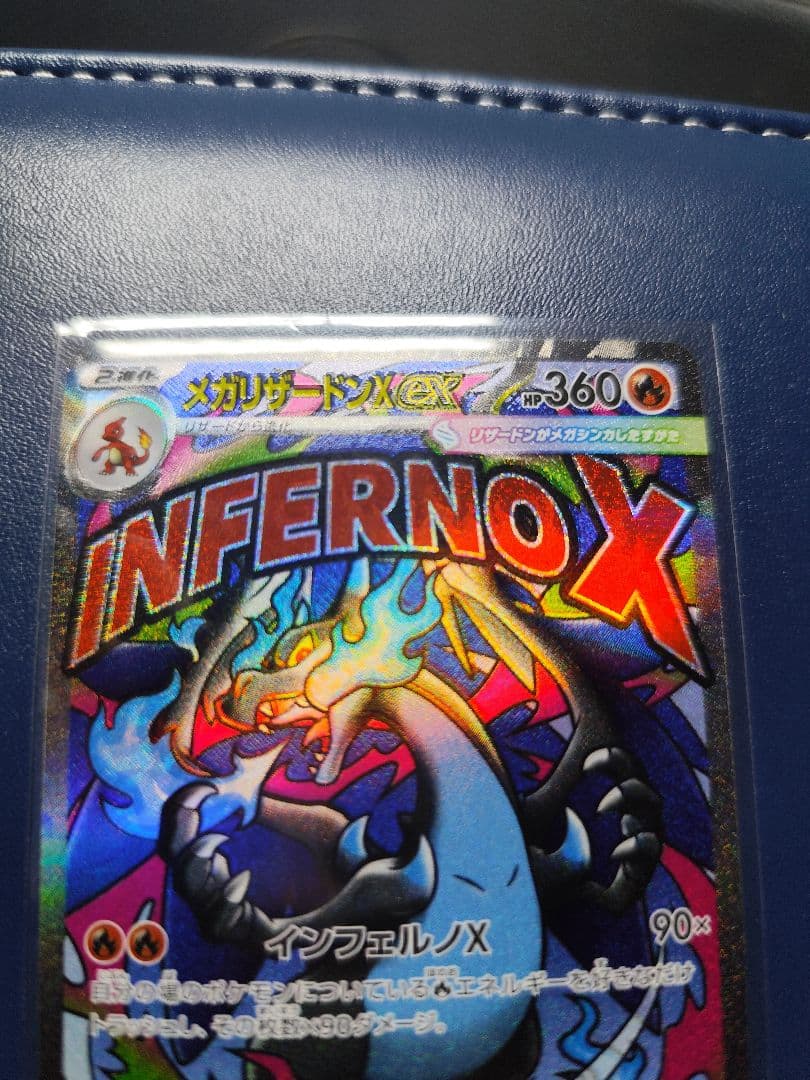 2進化
メガリザードンXex HP360
リザードから進化
リザードンがメガシンカしたすがた
INFERNO X
インフェルノX 90×
自分の場のポケモンについている エネルギーを好きなだけ
トラッシュし、その枚数×90ダメージ。